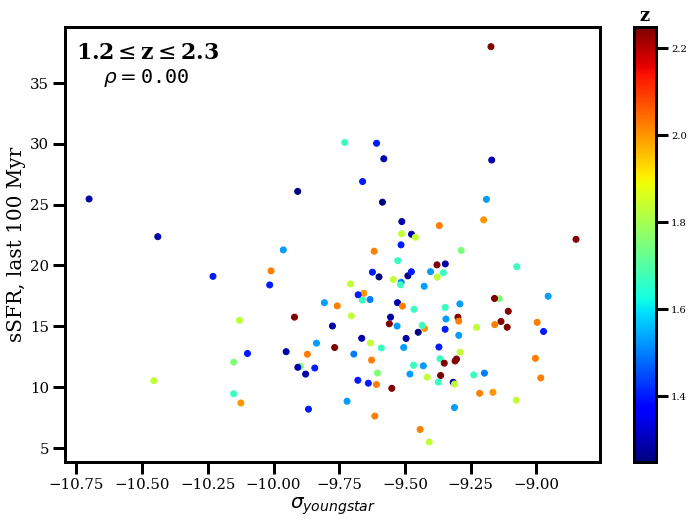 z
1.2 ≤ z ≤ 2.3
ρ = 0.00
sSFR, last 100 Myr
35
30
25
20
15
10
5
−10.75 −10.50 −10.25 −10.00 −9.75 −9.50 −9.25 −9.00
σyoungstar
2.2
2.0
1.8
1.6
1.4